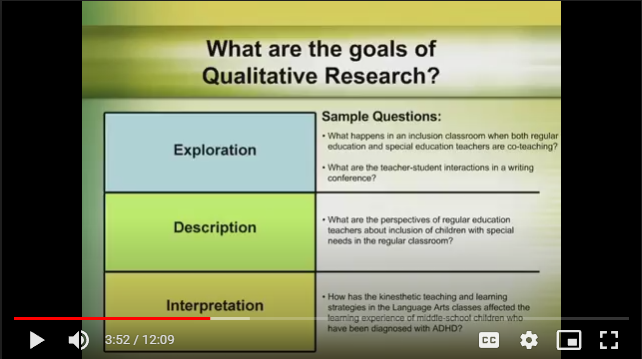 What are the goals of
Qualitative Research?
Sample Questions:
Exploration
• What happens in an inclusion classroom when both regular
education and special education teachers are co-teaching?
• What are the teacher-student interactions in a writing
conference?
Description
• What are the perspectives of regular education
teachers about inclusion of children with special
needs in the regular classroom?
Interpretation
• How has the kinesthetic teaching and learning
strategies in the Language Arts classes affected the
learning experience of middle-school children who
have been diagnosed with ADHD?
3:52 / 12:09
CC